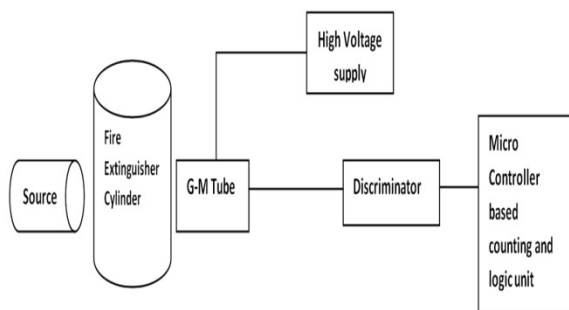 High Voltage
supply
Fire
Extinguisher
Cylinder
Source
G-M Tube
Discriminator
Micro
Controller
based
counting and
logic unit